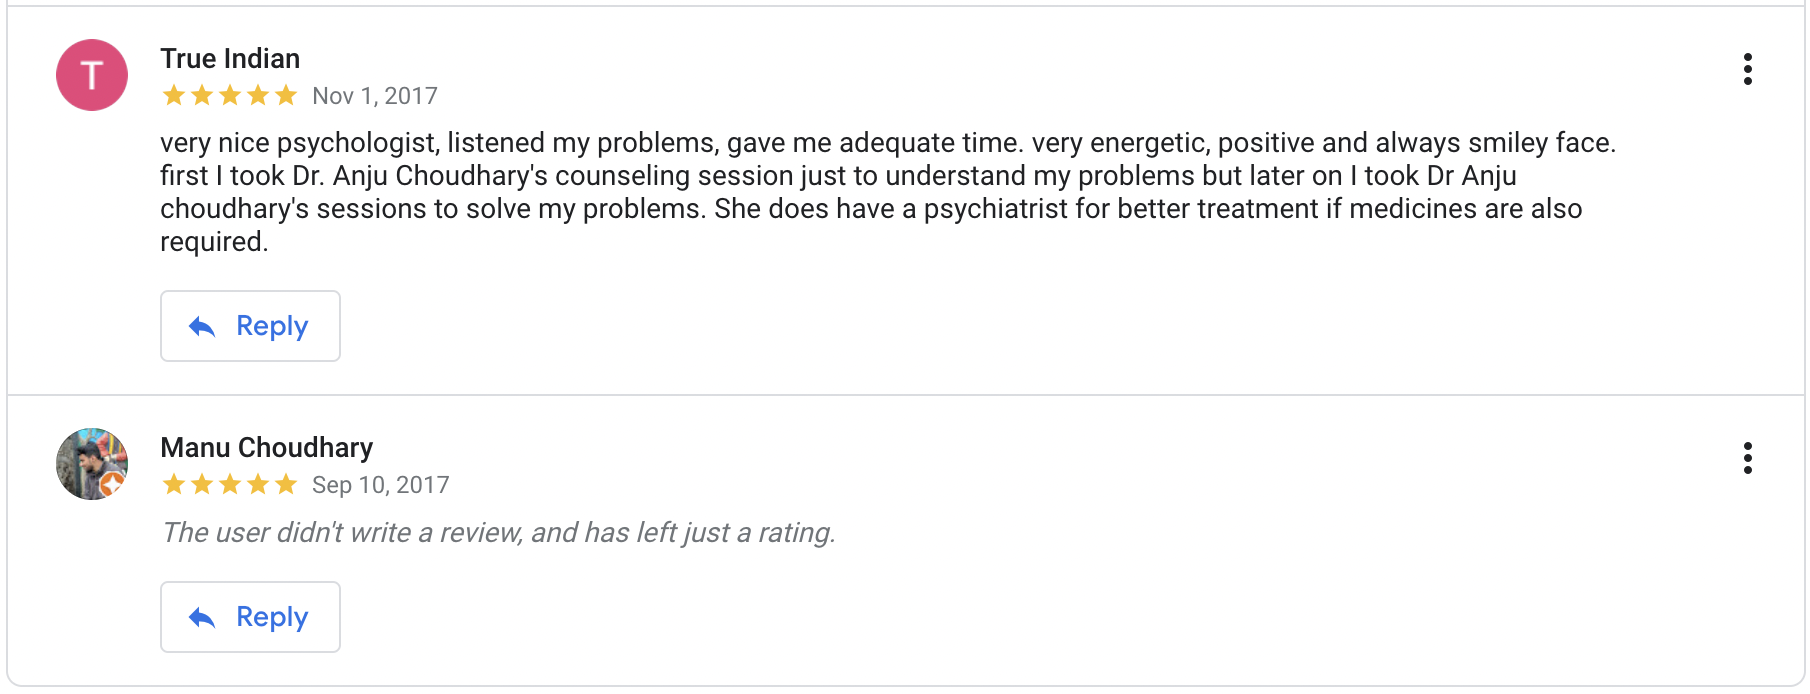 T
True Indian
Nov 1, 2017
very nice psychologist, listened my problems, gave me adequate time. very energetic, positive and always smiley face.
first I took Dr. Anju Choudhary's counseling session just to understand my problems but later on I took Dr Anju
choudhary's sessions to solve my problems. She does have a psychiatrist for better treatment if medicines are also
required.
Reply
Manu Choudhary
Sep 10, 2017
The user didn't write a review, and has left just a rating.
Reply